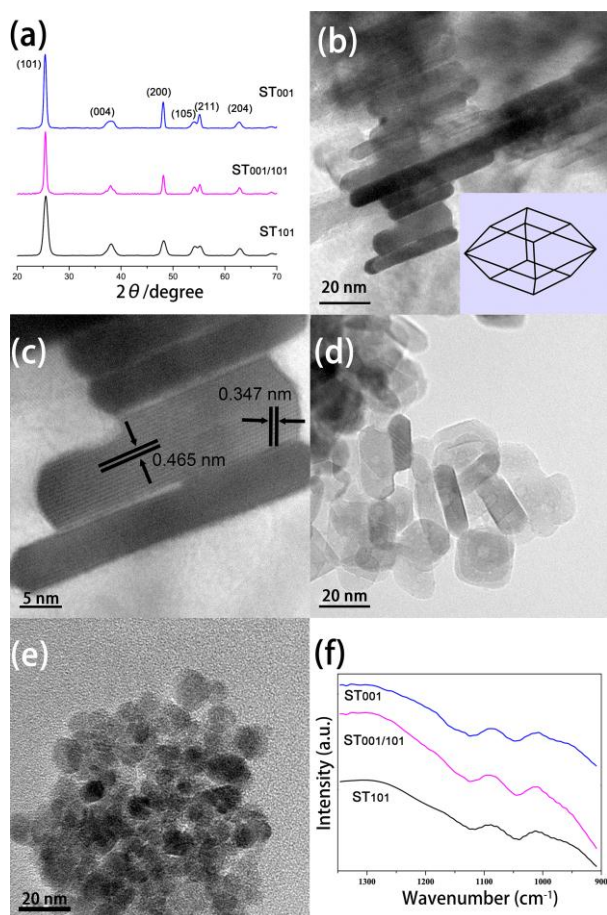 (a)
(101)
(004)
(200)
(105)
(211)
(204)
ST001
ST001/101
ST101
20 30 40 50 60 70
2θ/degree
(b)
20 nm
(c)
0.347 nm
0.465 nm
5 nm
(d)
20 nm
(e)
20 nm
(f)
ST001
ST001/101
ST101
Intensity (a.u.)
1300 1200 1100 1000 900
Wavenumber (cm⁻¹)